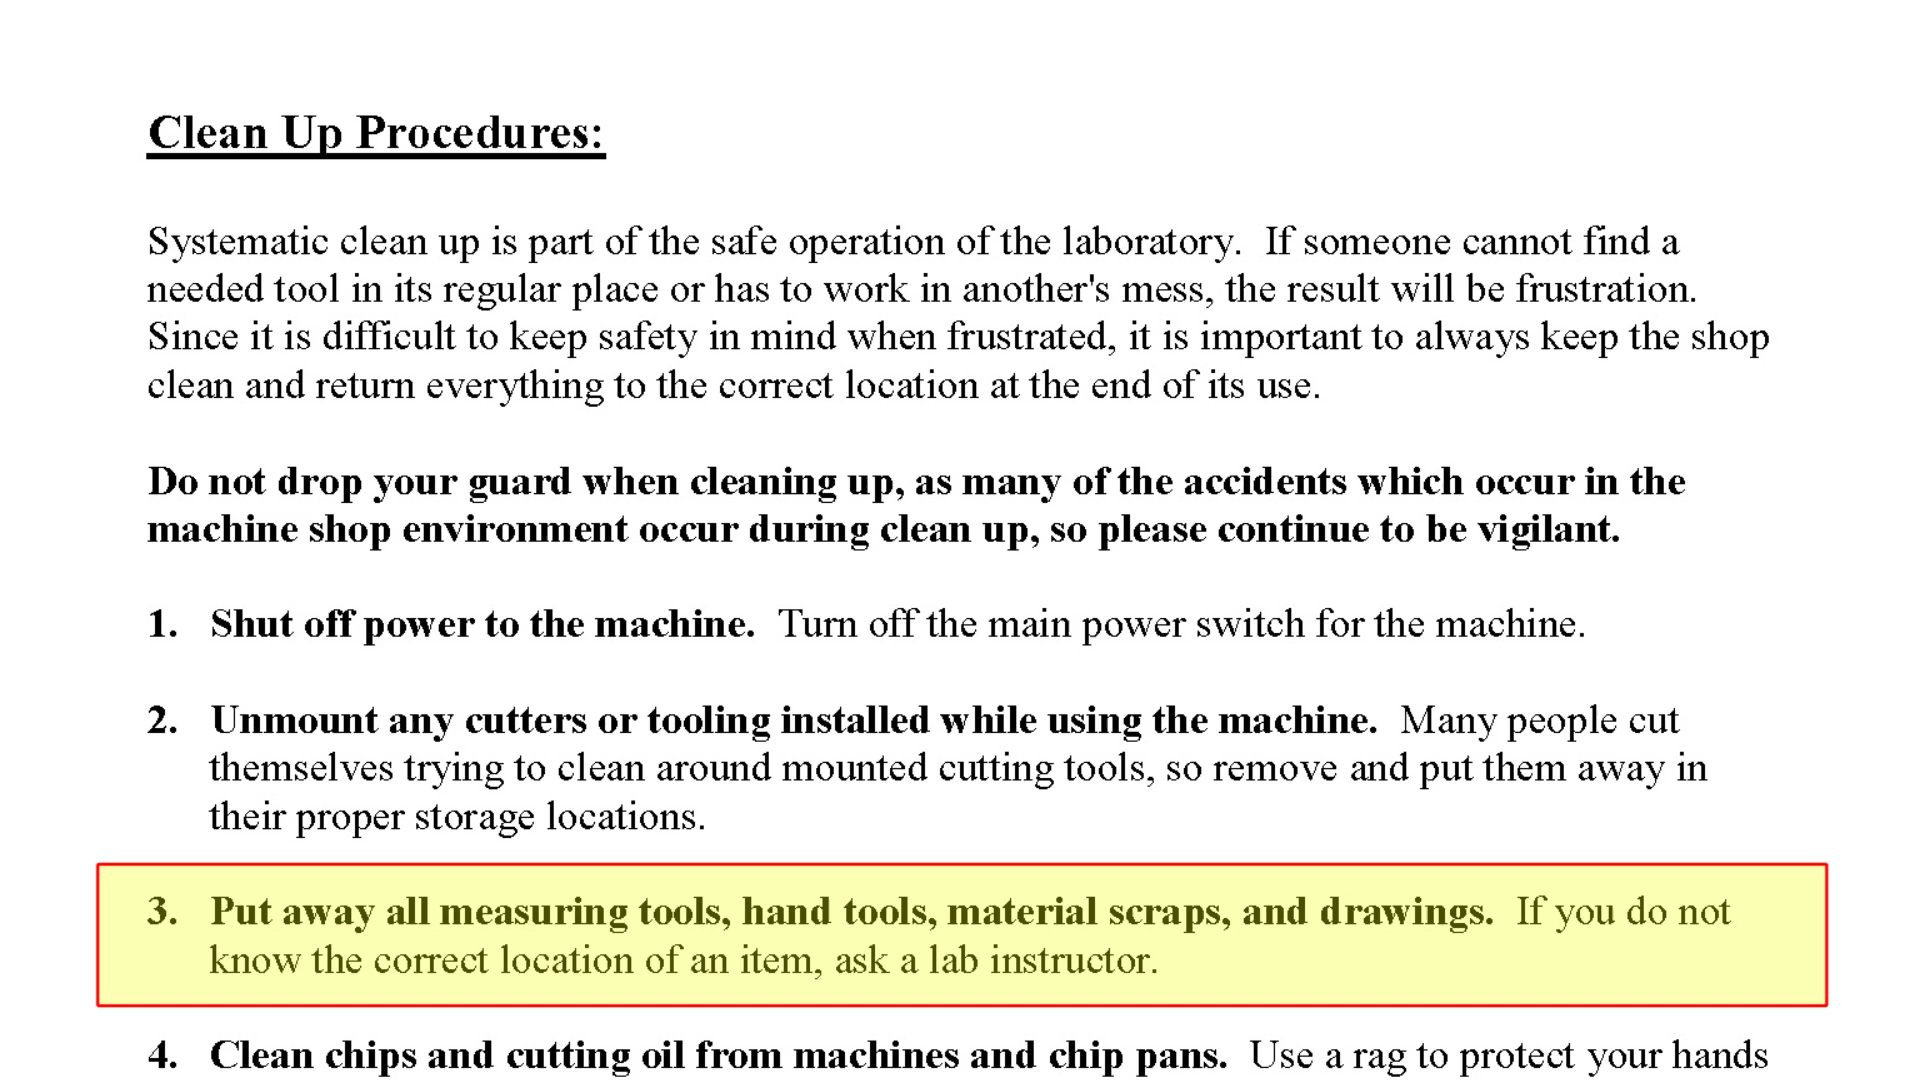 Clean Up Procedures:
Systematic clean up is part of the safe operation of the laboratory.  If someone cannot find a
needed tool in its regular place or has to work in another's mess, the result will be frustration.
Since it is difficult to keep safety in mind when frustrated, it is important to always keep the shop
clean and return everything to the correct location at the end of its use.
Do not drop your guard when cleaning up, as many of the accidents which occur in the
machine shop environment occur during clean up, so please continue to be vigilant.
1.   Shut off power to the machine.  Turn off the main power switch for the machine.
2.   Unmount any cutters or tooling installed while using the machine.  Many people cut
themselves trying to clean around mounted cutting tools, so remove and put them away in
their proper storage locations.
3.   Put away all measuring tools, hand tools, material scraps, and drawings.  If you do not
know the correct location of an item, ask a lab instructor.
4.   Clean chips and cutting oil from machines and chip pans.  Use a rag to protect your hands